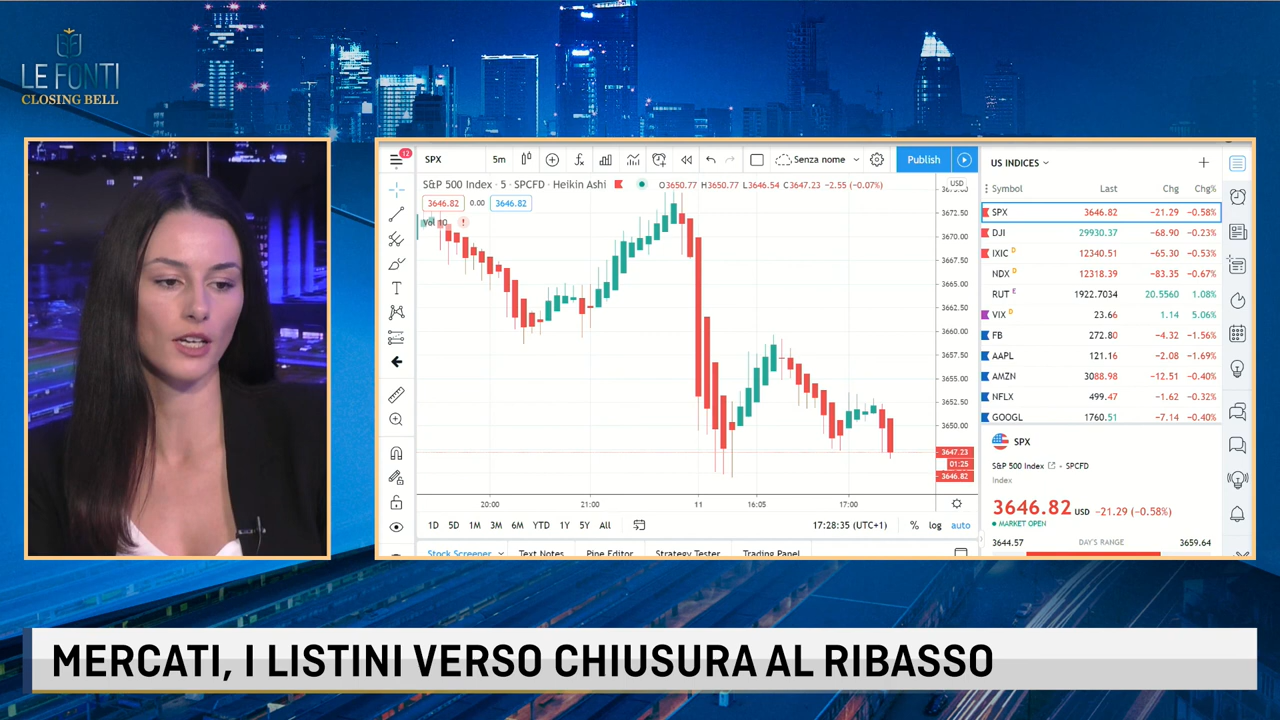 LE FONTI
CLOSING BELL
12
SPX
5m
Senza nome
Publish
S&P 500 Index · 5 · SPCFD · Heikin Ashi
O3650.77 H3650.77 L3646.54 C3647.23 −2.55 (−0.07%)
3646.82 0.00 3646.82
Vol 10
USD
3672.50
3670.00
3667.50
3665.00
3662.50
3660.00
3657.50
3655.00
3652.50
3650.00
3647.23
01:25
3646.82
20:00 21:00 11 16:05 17:00
1D 5D 1M 3M 6M YTD 1Y 5Y All
17:28:35 (UTC+1) % log auto
Stock Screener Text Notes Pine Editor Strategy Tester Trading Panel
US INDICES
Symbol Last Chg Chg%
SPX 3646.82 −21.29 −0.58%
DJI 29930.37 −68.90 −0.23%
IXIC D 12340.51 −65.30 −0.53%
NDX D 12318.39 −83.35 −0.67%
RUT E 1922.7034 20.5560 1.08%
VIX D 23.66 1.14 5.06%
FB 272.80 −4.32 −1.56%
AAPL 121.16 −2.08 −1.69%
AMZN 3088.98 −12.51 −0.40%
NFLX 499.47 −1.62 −0.32%
GOOGL 1760.51 −7.14 −0.40%
SPX
S&P 500 Index · SPCFD
Index
3646.82 USD −21.29 (−0.58%)
MARKET OPEN
3644.57 DAY'S RANGE 3659.64
MERCATI, I LISTINI VERSO CHIUSURA AL RIBASSO